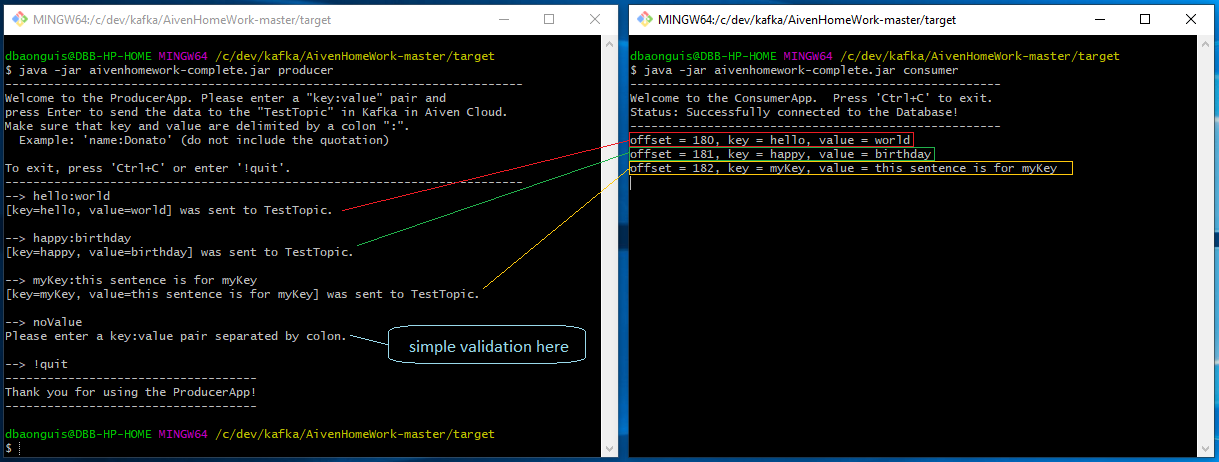 MINGW64:/c/dev/kafka/AivenHomeWork-master/target
dbaonguis@DBB-HP-HOME MINGW64 /c/dev/kafka/AivenHomeWork-master/target
$ java -jar aivenhomework-complete.jar producer
--------------------------------------------------------------------------
Welcome to the ProducerApp. Please enter a "key:value" pair and
press Enter to send the data to the "TestTopic" in Kafka in Aiven Cloud.
Make sure that key and value are delimited by a colon ":".
  Example: 'name:Donato' (do not include the quotation)
To exit, press 'Ctrl+C' or enter '!quit'.
--------------------------------------------------------------------------
--> hello:world
[key=hello, value=world] was sent to TestTopic.
--> happy:birthday
[key=happy, value=birthday] was sent to TestTopic.
--> myKey:this sentence is for myKey
[key=myKey, value=this sentence is for myKey] was sent to TestTopic.
--> noValue
Please enter a key:value pair separated by colon.
simple validation here
--> !quit
------------------------------------
Thank you for using the ProducerApp!
------------------------------------
dbaonguis@DBB-HP-HOME MINGW64 /c/dev/kafka/AivenHomeWork-master/target
$
MINGW64:/c/dev/kafka/AivenHomeWork-master/target
dbaonguis@DBB-HP-HOME MINGW64 /c/dev/kafka/AivenHomeWork-master/target
$ java -jar aivenhomework-complete.jar consumer
-----------------------------------------------------
Welcome to the ConsumerApp.  Press 'Ctrl+C' to exit.
Status: Successfully connected to the Database!
-----------------------------------------------------
offset = 180, key = hello, value = world
offset = 181, key = happy, value = birthday
offset = 182, key = myKey, value = this sentence is for myKey